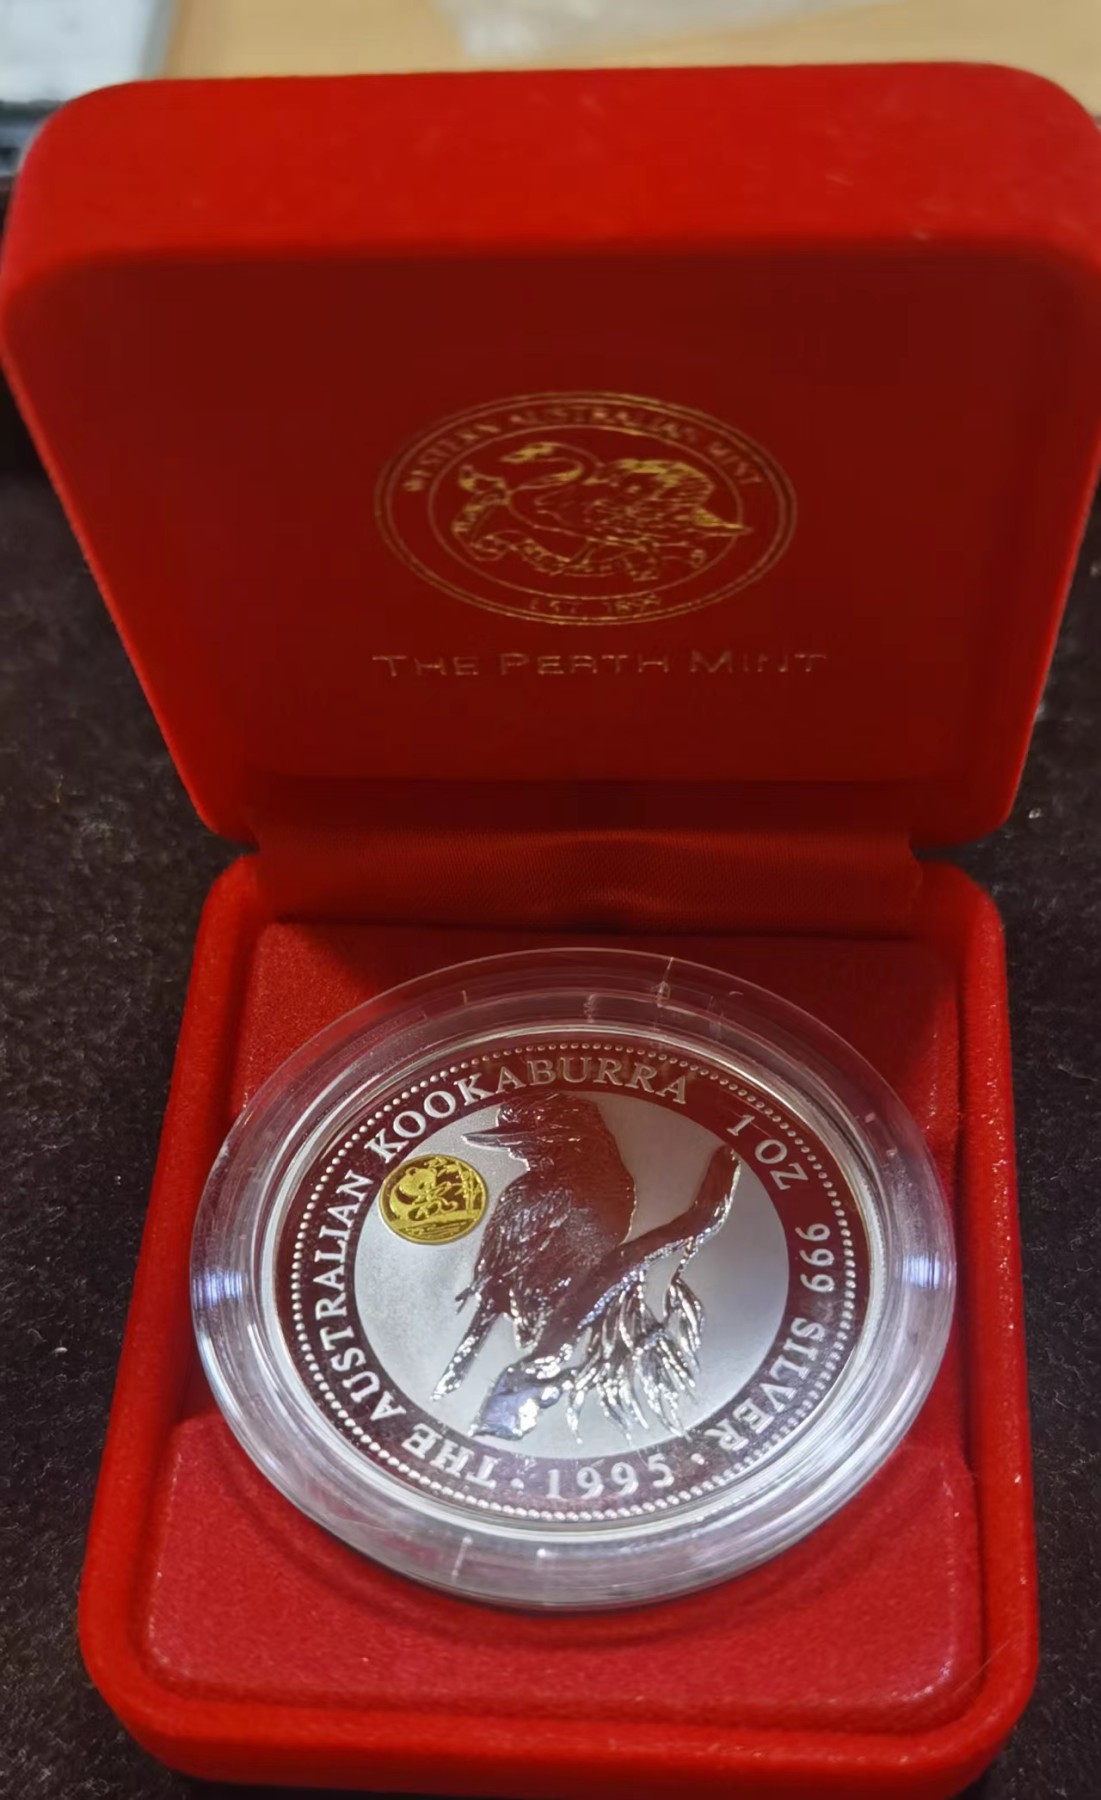 WESTERN AUSTRALIAN MINT
EST. 1899
THE PERTH MINT
THE AUSTRALIAN KOOKABURRA 1 OZ 999 SILVER · 1995 ·